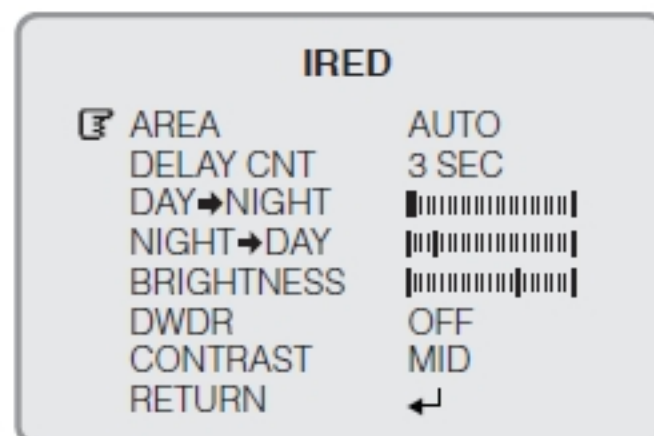 IRED
AREA AUTO
DELAY CNT 3 SEC
DAY➔NIGHT
NIGHT➔DAY
BRIGHTNESS
DWDR OFF
CONTRAST MID
RETURN ↵